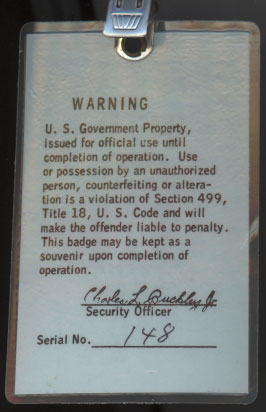 WARNING
U. S. Government Property,
issued for official use until
completion of operation. Use
or possession by an unauthorized
person, counterfeiting or altera-
tion is a violation of Section 499,
Title 18, U. S. Code and will
make the offender liable to penalty.
This badge may be kept as a
souvenir upon completion of
operation.
Charles L. Buckley, Jr.
Security Officer
Serial No. 148